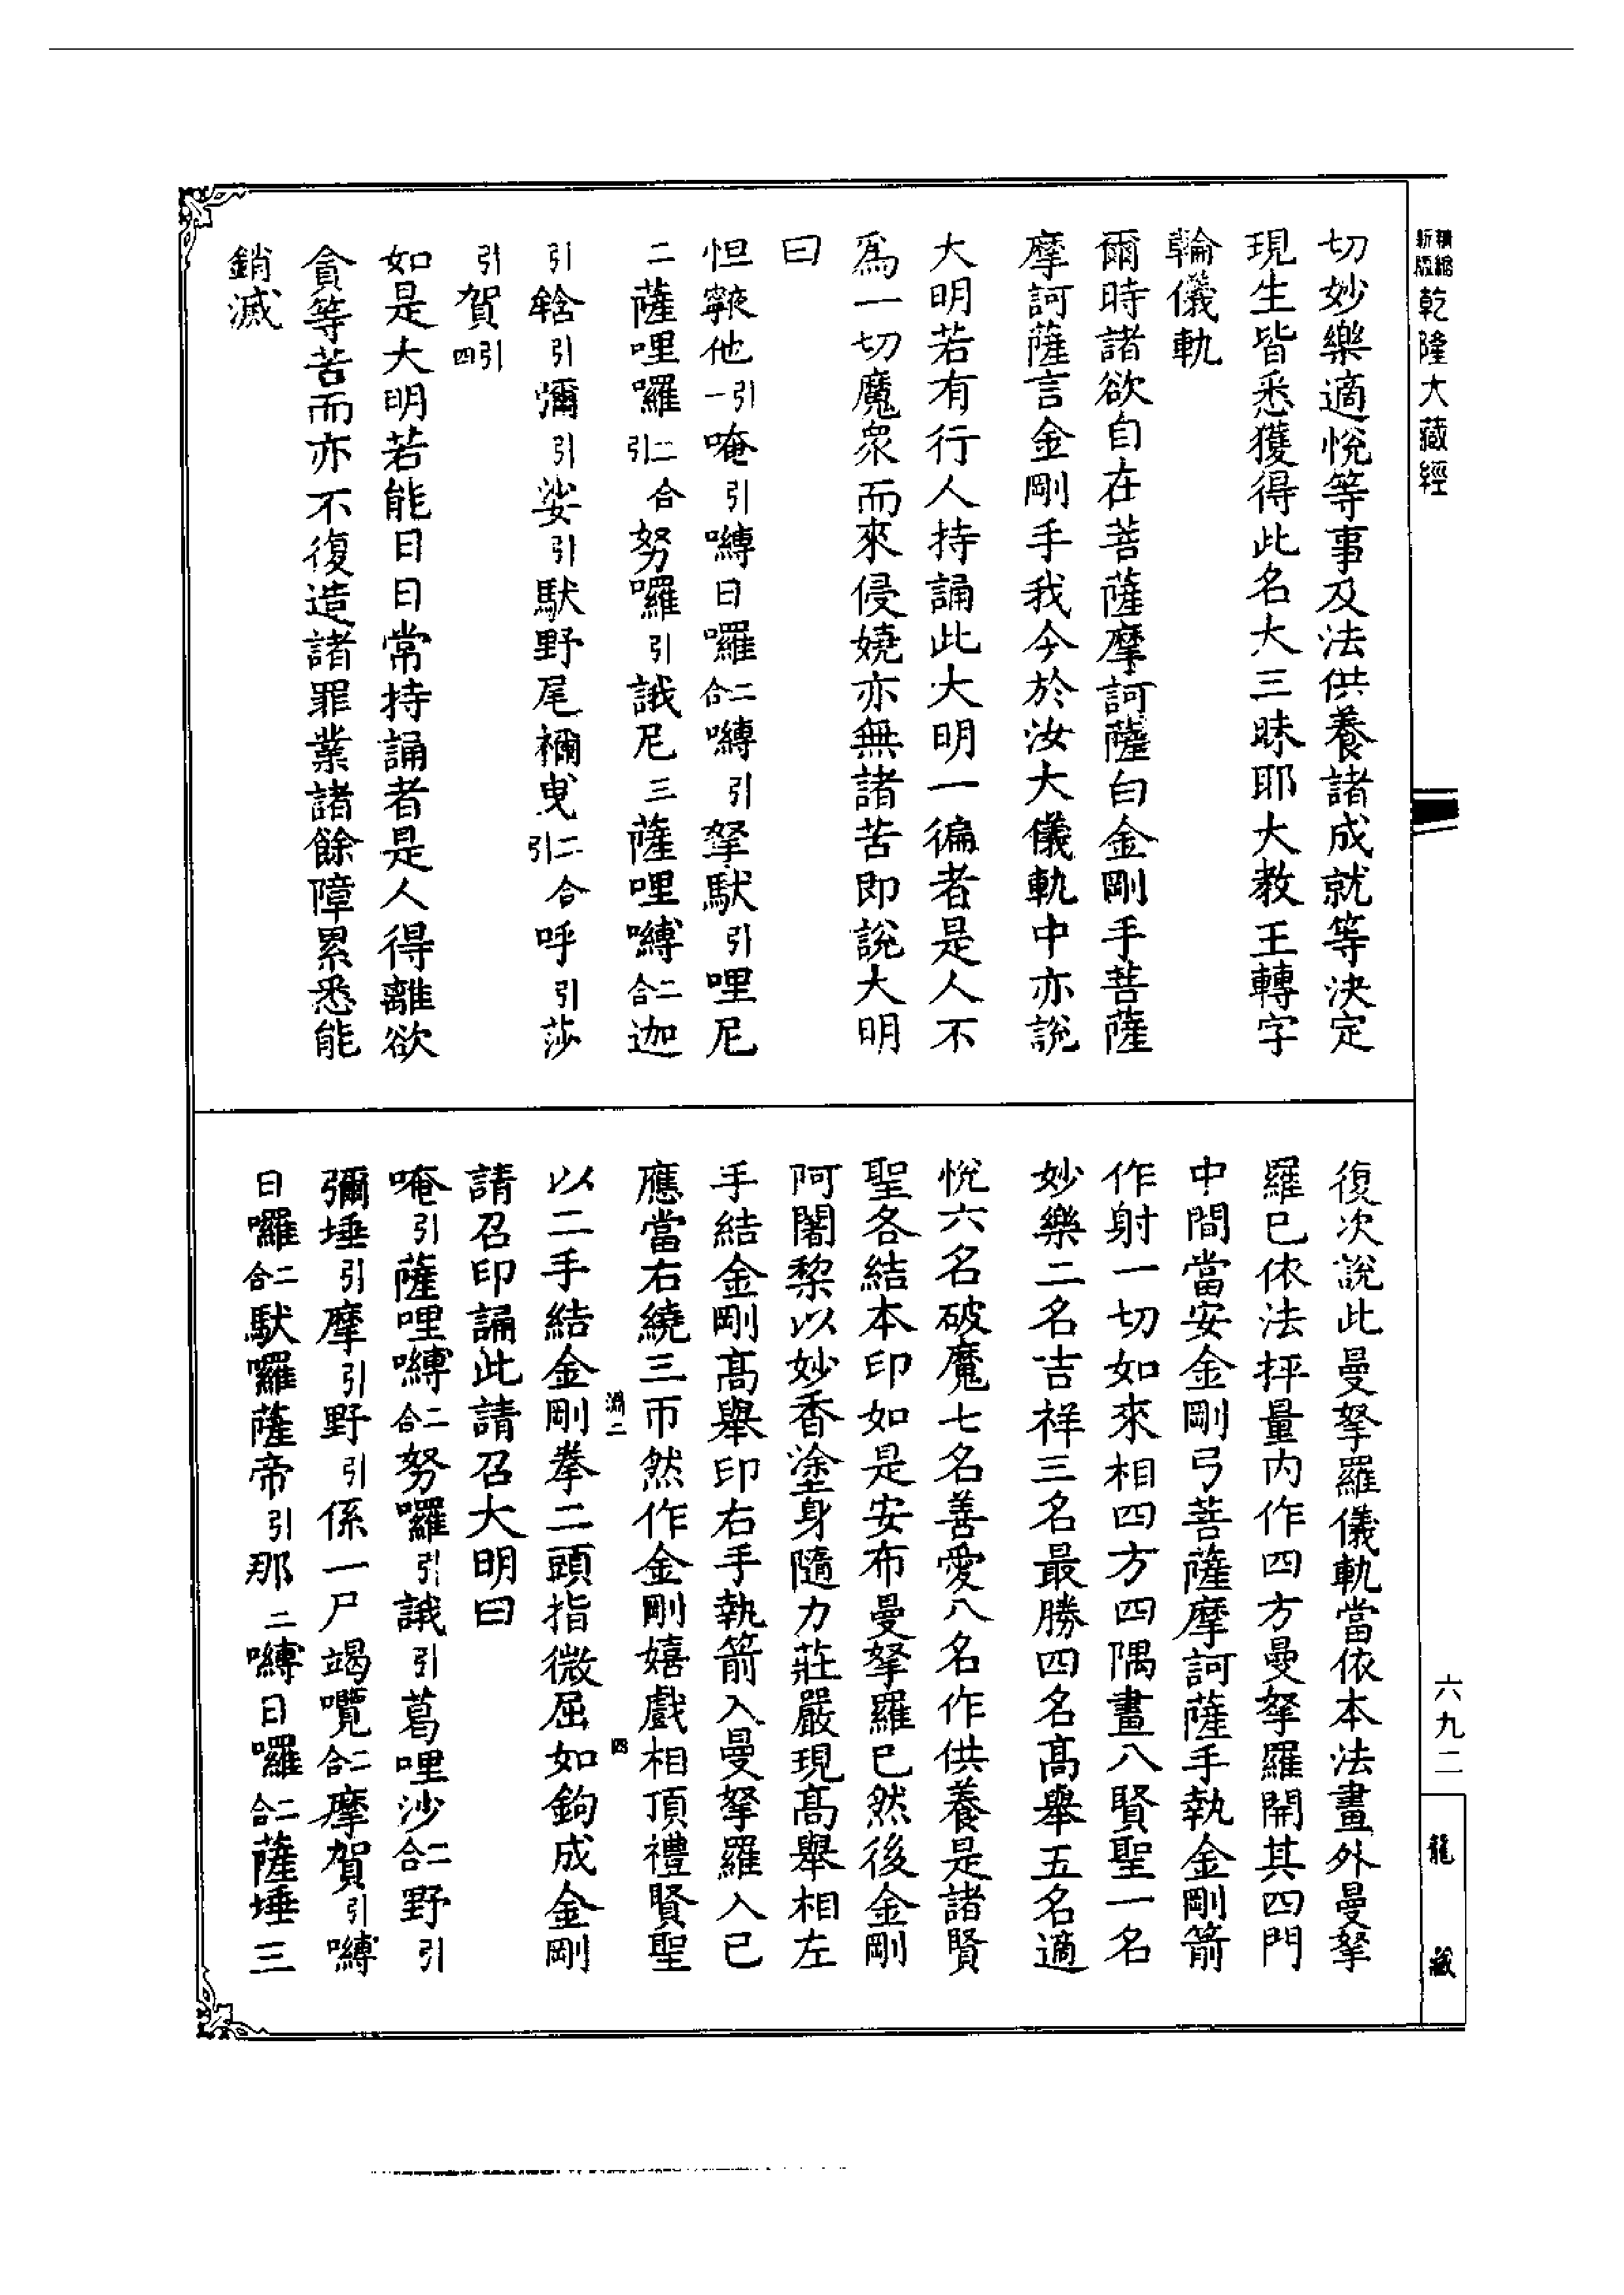 精縮新版乾隆大藏經
切妙樂適悅等事及法供養諸成就等決定
現生皆悉獲得此名大三昧耶大教王轉字
輪儀軌
爾時諸欲自在菩薩摩訶薩白金剛手菩薩
摩訶薩言金剛手我今於汝大儀軌中亦說
大明若有行人持誦此大明一徧者是人不
爲一切魔衆而來侵嬈亦無諸苦即說大明
曰
怛寧他引一唵引嚩日囉二合嚩引拏馱引哩尼
二薩哩囉二合引努囉引誐尼三薩哩嚩二合迦
引輅引彌引娑引馱野尾禰曵二合引呼引莎
引賀引四
如是大明若能日日常持誦者是人得離欲
貪等苦而亦不復造諸罪業諸餘障累悉能
銷滅
復次說此曼拏羅儀軌當依本法畫外曼拏
羅已依法抨量內作四方曼拏羅開其四門
中間當安金剛弓菩薩摩訶薩手執金剛箭
作射一切如來相四方四隅畫八賢聖一名
妙樂二名吉祥三名最勝四名高舉五名適
悅六名破魔七名善愛八名作供養是諸賢
聖各結本印如是安布曼拏羅已然後金剛
阿闍黎以妙香塗身隨力莊嚴現高舉相左
手結金剛高舉印右手執箭入曼拏羅入已
應當右繞三帀然作金剛嬉戲相頂禮賢聖
淵二 四
以二手結金剛拳二頭指微屈如鉤成金剛
請召印誦此請召大明曰
唵引薩哩嚩二合努囉引誐引葛哩沙二合野引
彌埵引摩引野引係一尸竭嚂二合摩賀引嚩
日囉二合馱囉薩帝引那二嚩日囉二合薩埵三
六九二
龍藏